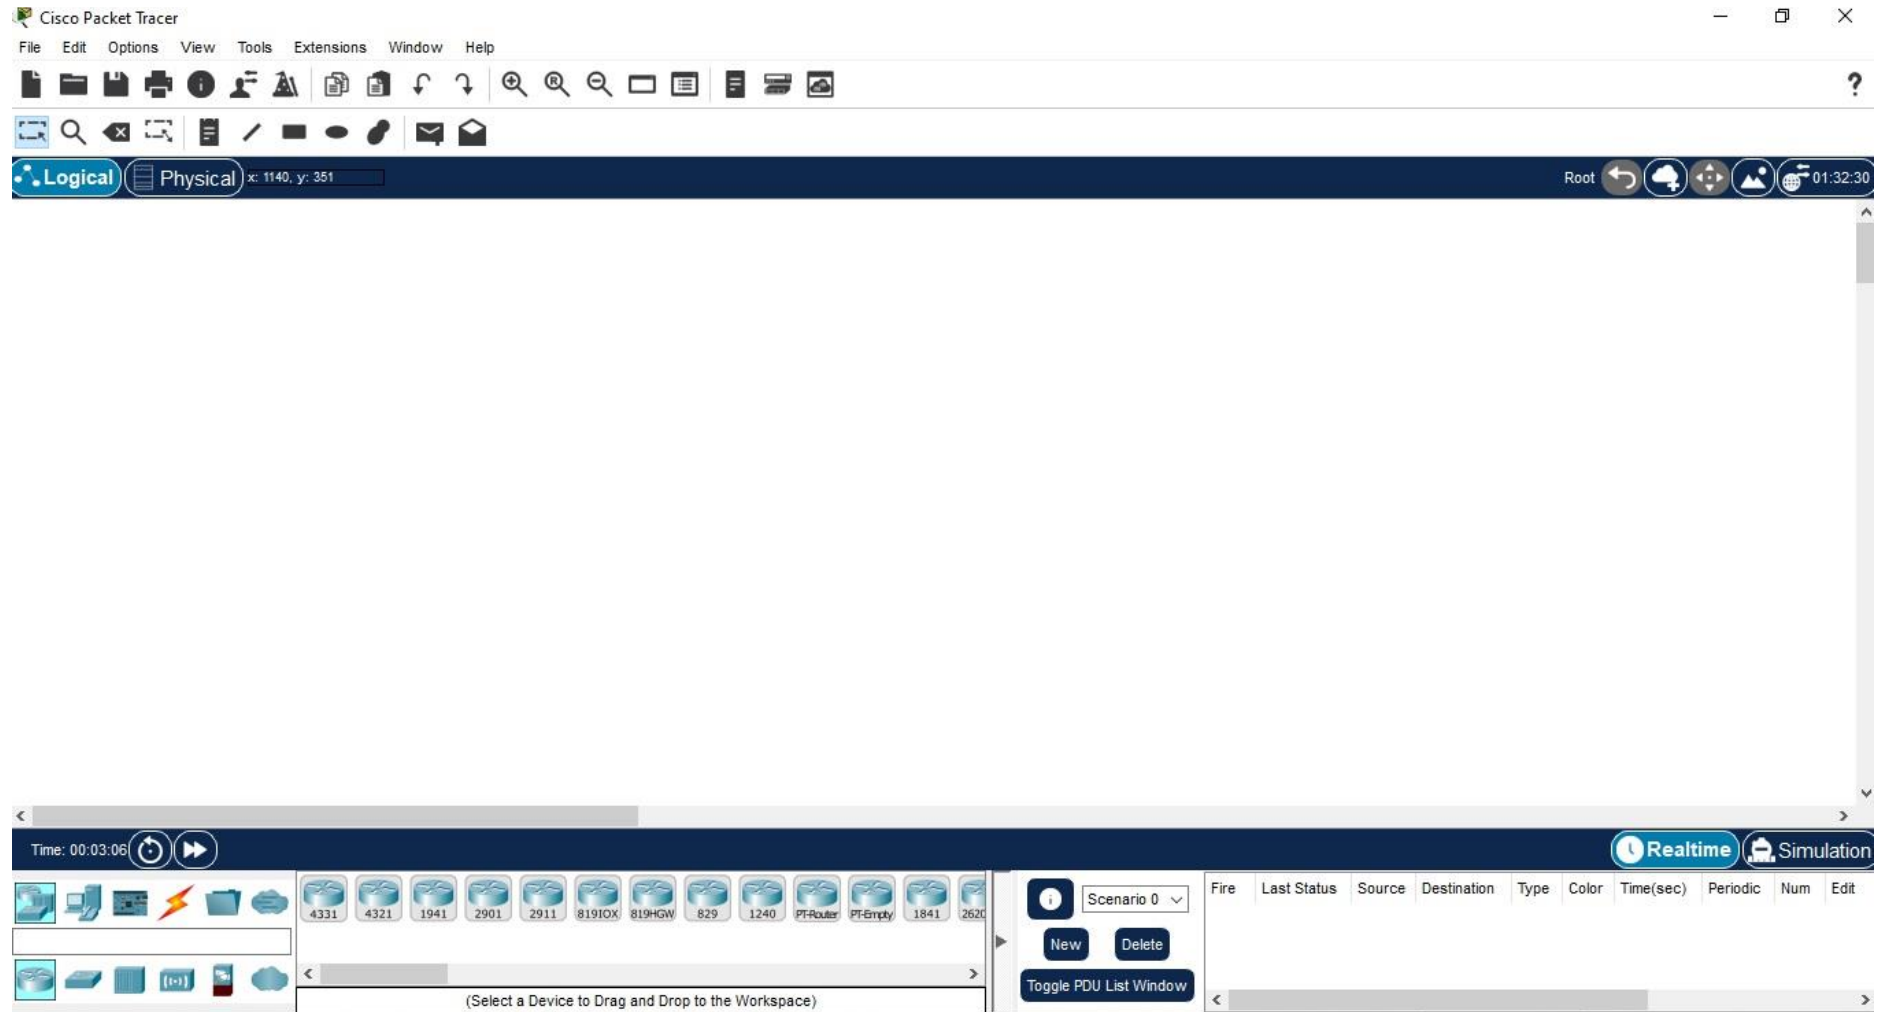 Cisco Packet Tracer
File Edit Options View Tools Extensions Window Help
?
Logical Physical x: 1140, y: 351 Root 01:32:30
Time: 00:03:06 Realtime Simulation
4331 4321 1941 2901 2911 819IOX 819HGW 829 1240 PT-Router PT-Empty 1841
(Select a Device to Drag and Drop to the Workspace)
Scenario 0
New Delete
Toggle PDU List Window
Fire Last Status Source Destination Type Color Time(sec) Periodic Num Edit